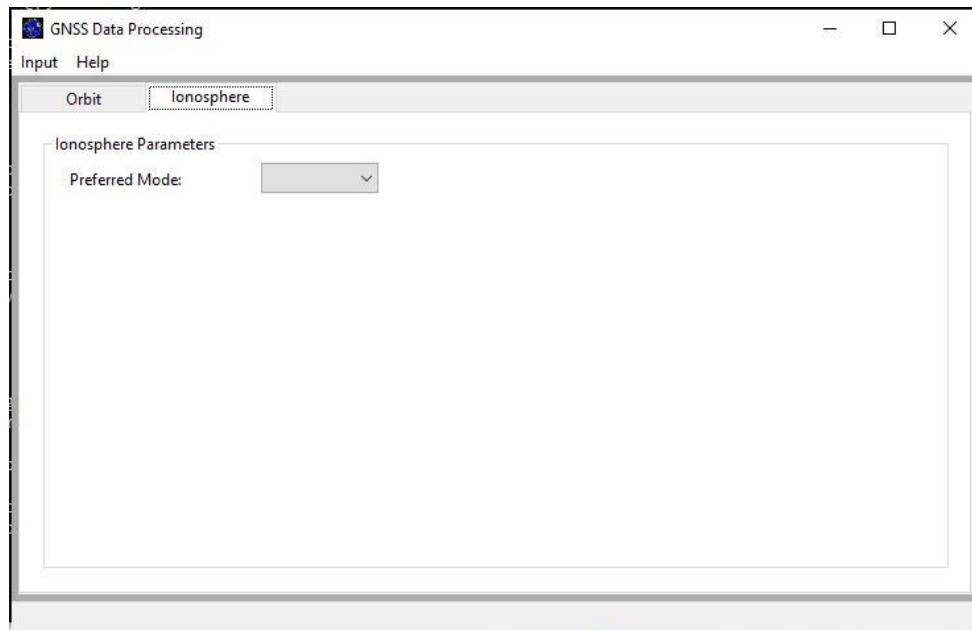 GNSS Data Processing
Input Help
Orbit Ionosphere
Ionosphere Parameters
Preferred Mode: